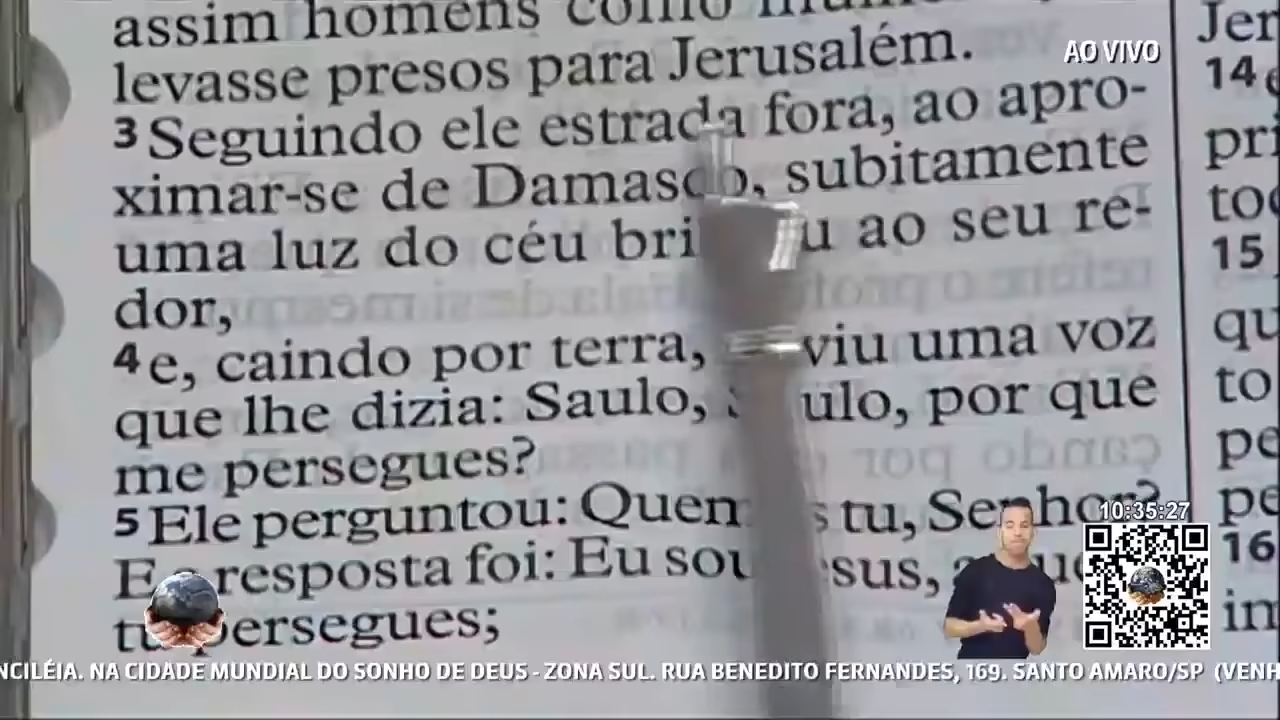 assim homens como
levasse presos para Jerusalém.
3 Seguindo ele estrada fora, ao apro-
ximar-se de Damasco, subitamente
uma luz do céu bri u ao seu re-
dor,
4 e, caindo por terra, viu uma voz
que lhe dizia: Saulo, S ulo, por que
me persegues?
5 Ele perguntou: Quem s tu, Senhor?
E resposta foi: Eu sou sus,
tu persegues;
Jer
14
pri
to
15
qu
to
pe
pe
16
im
AO VIVO
10:35:27
NCILÉIA. NA CIDADE MUNDIAL DO SONHO DE DEUS - ZONA SUL. RUA BENEDITO FERNANDES, 169. SANTO AMARO/SP (VENH